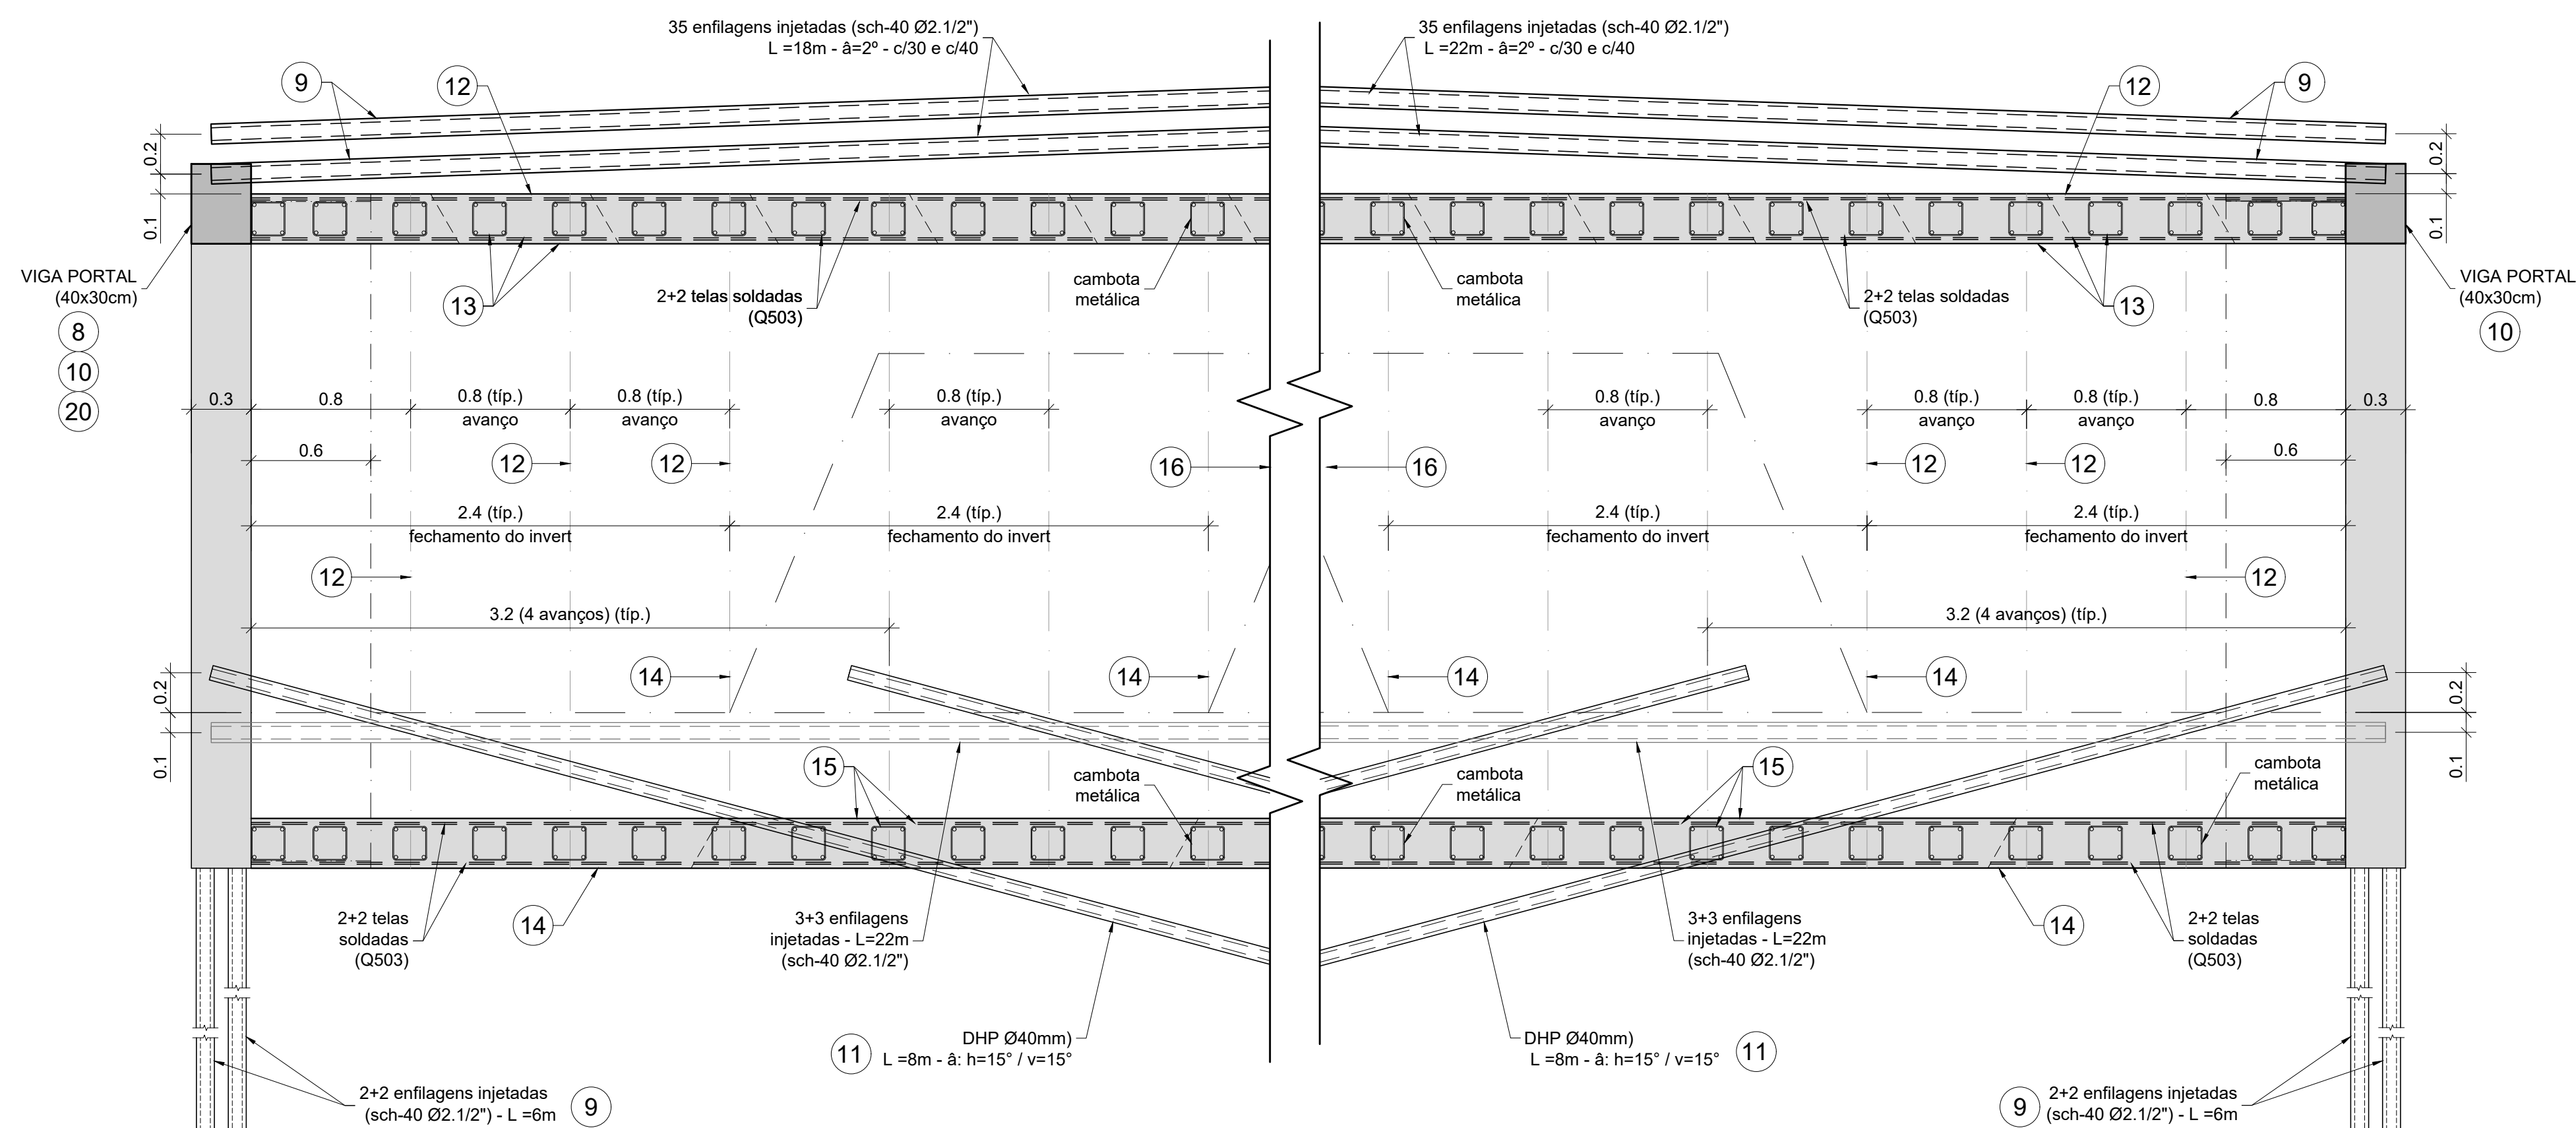 35 enfilagens injetadas (sch-40 Ø2.1/2")
L =18m - â=2º - c/30 e c/40
35 enfilagens injetadas (sch-40 Ø2.1/2")
L =22m - â=2º - c/30 e c/40
9
12
12
9
0.2
0.1
0.2
0.1
VIGA PORTAL
(40x30cm)
8
10
20
13
2+2 telas soldadas
(Q503)
cambota
metálica
cambota
metálica
2+2 telas soldadas
(Q503)
13
VIGA PORTAL
(40x30cm)
10
0.3
0.8
0.8 (típ.)
avanço
0.8 (típ.)
avanço
0.8 (típ.)
avanço
0.8 (típ.)
avanço
0.8 (típ.)
avanço
0.8 (típ.)
avanço
0.8
0.3
0.6
12
12
16
16
12
12
0.6
2.4 (típ.)
fechamento do invert
2.4 (típ.)
fechamento do invert
2.4 (típ.)
fechamento do invert
2.4 (típ.)
fechamento do invert
12
12
3.2 (4 avanços) (típ.)
3.2 (4 avanços) (típ.)
14
14
14
14
0.2
0.1
0.2
0.1
15
cambota
metálica
cambota
metálica
15
cambota
metálica
2+2 telas
soldadas
(Q503)
14
3+3 enfilagens
injetadas - L=22m
(sch-40 Ø2.1/2")
3+3 enfilagens
injetadas - L=22m
(sch-40 Ø2.1/2")
14
2+2 telas
soldadas
(Q503)
11
DHP Ø40mm)
L =8m - â: h=15° / v=15°
DHP Ø40mm)
L =8m - â: h=15° / v=15°
11
2+2 enfilagens injetadas
(sch-40 Ø2.1/2") - L =6m
9
9
2+2 enfilagens injetadas
(sch-40 Ø2.1/2") - L =6m